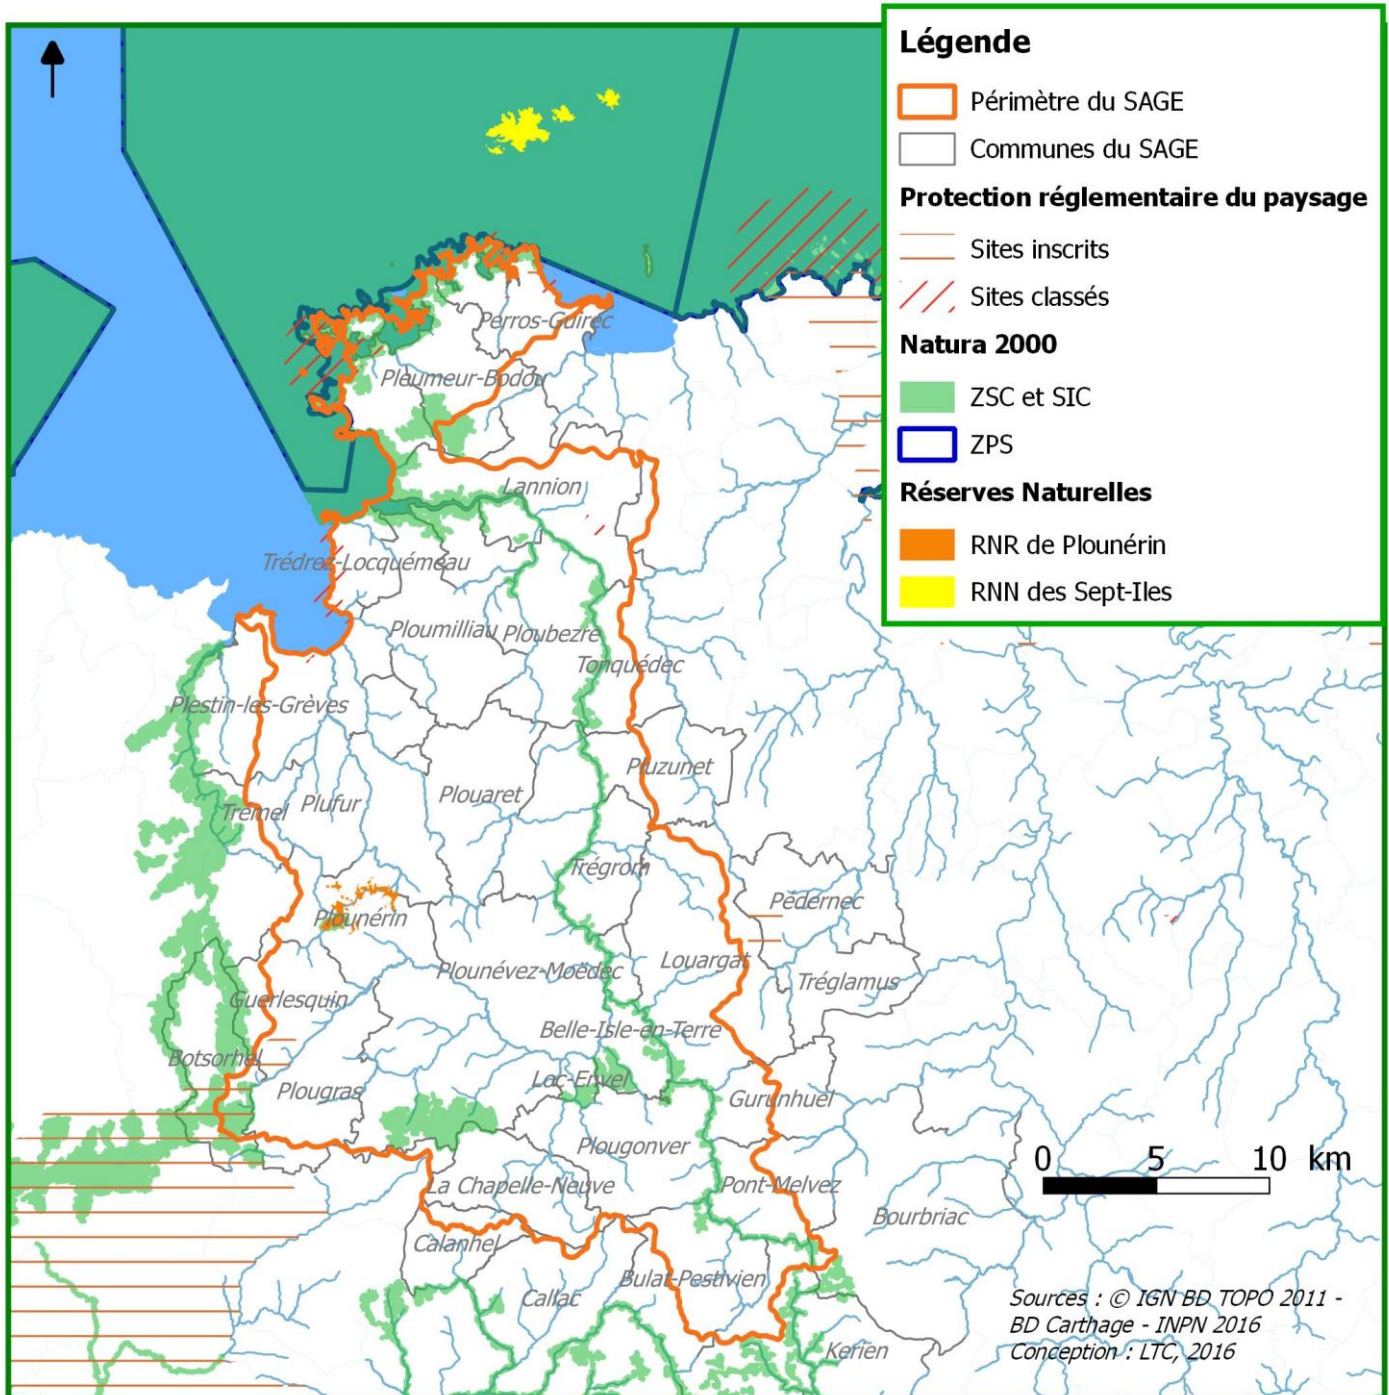 Légende
Périmètre du SAGE
Communes du SAGE
Protection réglementaire du paysage
Sites inscrits
Sites classés
Natura 2000
ZSC et SIC
ZPS
Réserves Naturelles
RNR de Plounérin
RNN des Sept-Iles
Perros-Guirec
Pleumeur-Bodou
Lannion
Trédrez-Locquémeau
Ploumilliau
Ploubezre
Tonquédec
Plestin-les-Grèves
Pluzunet
Trémel
Plufur
Plouaret
Trégrom
Pédernec
Plounérin
Plounévez-Moëdec
Louargat
Tréglamus
Guerlesquin
Belle-Isle-en-Terre
Botsorhel
Plougras
Loc-Envel
Gurunhuel
Plougonver
La Chapelle-Neuve
Pont-Melvez
Bourbriac
Calanhel
Callac
Bulat-Pestivien
Kerien
0 5 10 km
Sources : © IGN BD TOPO 2011 -
BD Carthage - INPN 2016
Conception : LTC, 2016